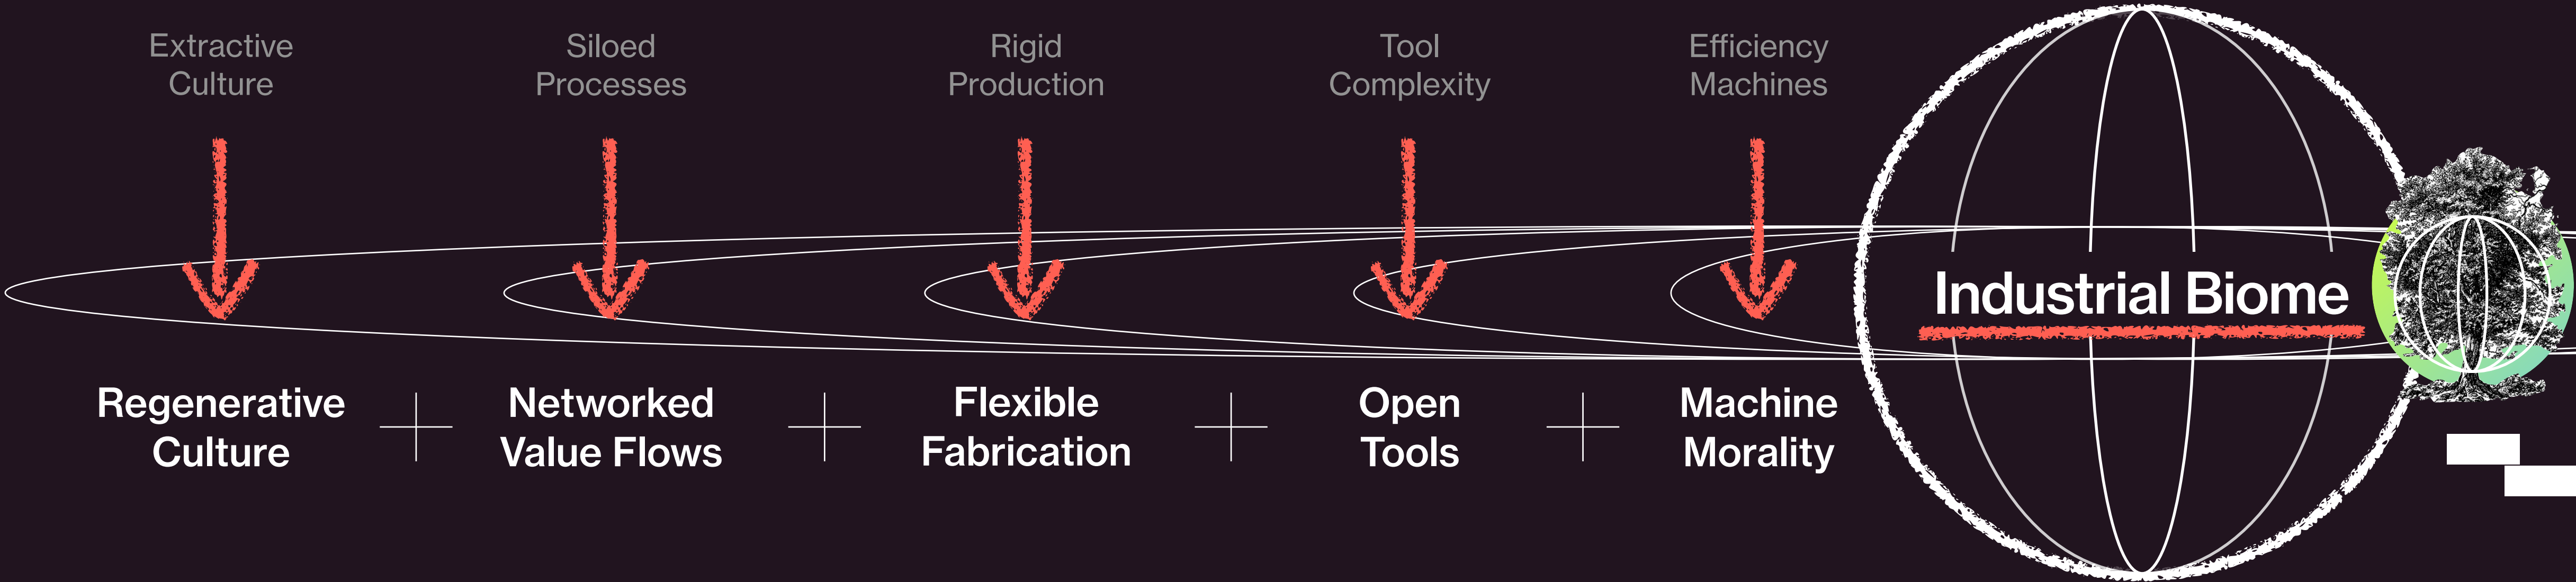 Extractive
Culture
Siloed
Processes
Rigid
Production
Tool
Complexity
Efficiency
Machines
Industrial Biome
Regenerative
Culture
Networked
Value Flows
Flexible
Fabrication
Open
Tools
Machine
Morality